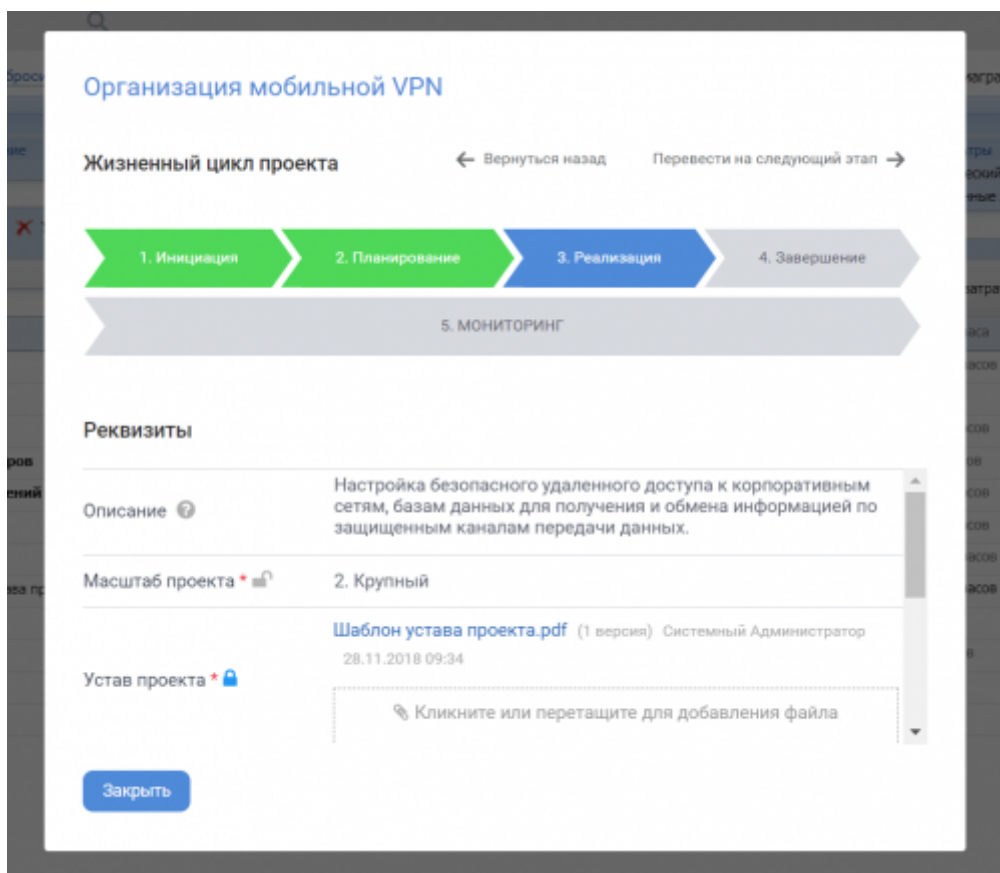 Организация мобильной VPN
Жизненный цикл проекта
← Вернуться назад
Перевести на следующий этап →
1. Инициация
2. Планирование
3. Реализация
4. Завершение
5. МОНИТОРИНГ
Реквизиты
Описание
Настройка безопасного удаленного доступа к корпоративным
сетям, базам данных для получения и обмена информацией по
защищенным каналам передачи данных.
Масштаб проекта *
2. Крупный
Шаблон устава проекта.pdf (1 версия) Системный Администратор
28.11.2018 09:34
Устав проекта *
Кликните или перетащите для добавления файла
Закрыть